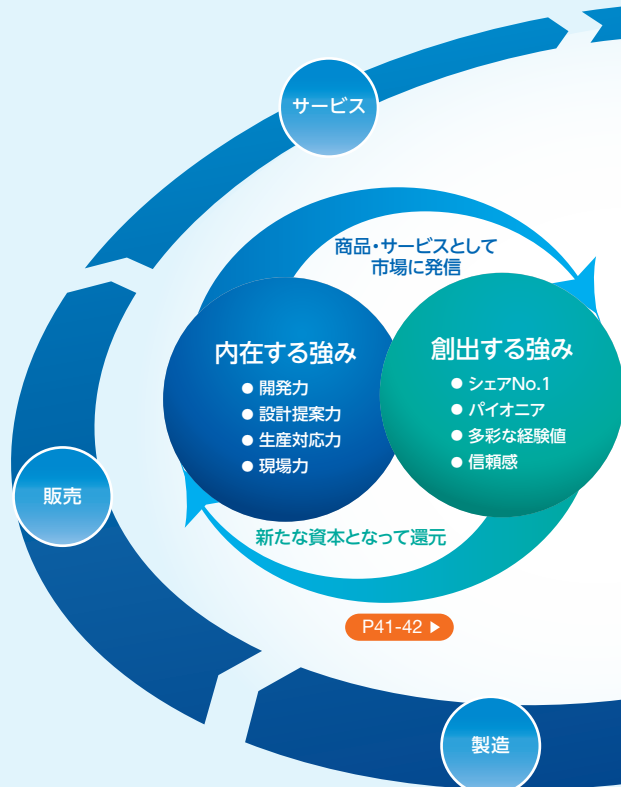 サービス
商品・サービスとして
市場に発信
内在する強み
● 開発力
● 設計提案力
● 生産対応力
● 現場力
創出する強み
● シェアNo.1
● パイオニア
● 多彩な経験値
● 信頼感
販売
新たな資本となって還元
P41-42 ▶
製造